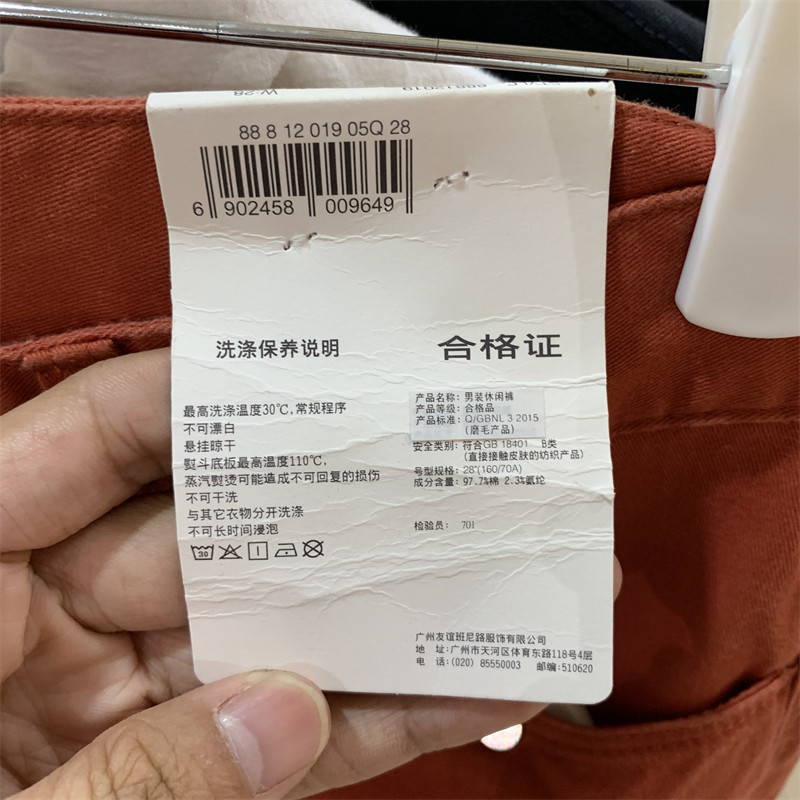 W:28
88 8 12 019 05Q 28
6 902458 009649
洗涤保养说明
最高洗涤温度30℃,常规程序
不可漂白
悬挂晾干
熨斗底板最高温度110℃,
蒸汽熨烫可能造成不可回复的损伤
不可干洗
与其它衣物分开洗涤
不可长时间浸泡
30
合格证
产品名称: 男装休闲裤
产品等级: 合格品
产品标准: Q/GBNL 3 2015
(磨毛产品)
安全类别: 符合GB 18401 B类
(直接接触皮肤的纺织产品)
号型规格: 28"(160/70A)
成分含量: 97.7%棉 2.3%氨纶
检验员: 701
广州友谊班尼路服饰有限公司
地 址: 广州市天河区体育东路118号4层
电 话: (020) 85550003 邮编: 510620